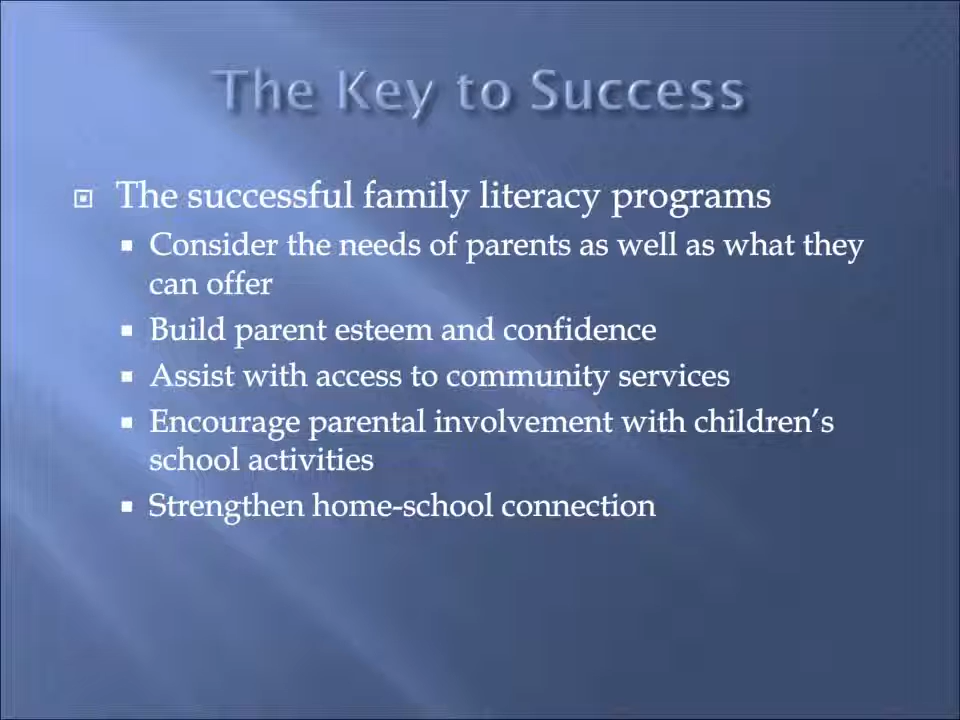 The Key to Success
The successful family literacy programs
Consider the needs of parents as well as what they
can offer
Build parent esteem and confidence
Assist with access to community services
Encourage parental involvement with children’s
school activities
Strengthen home-school connection